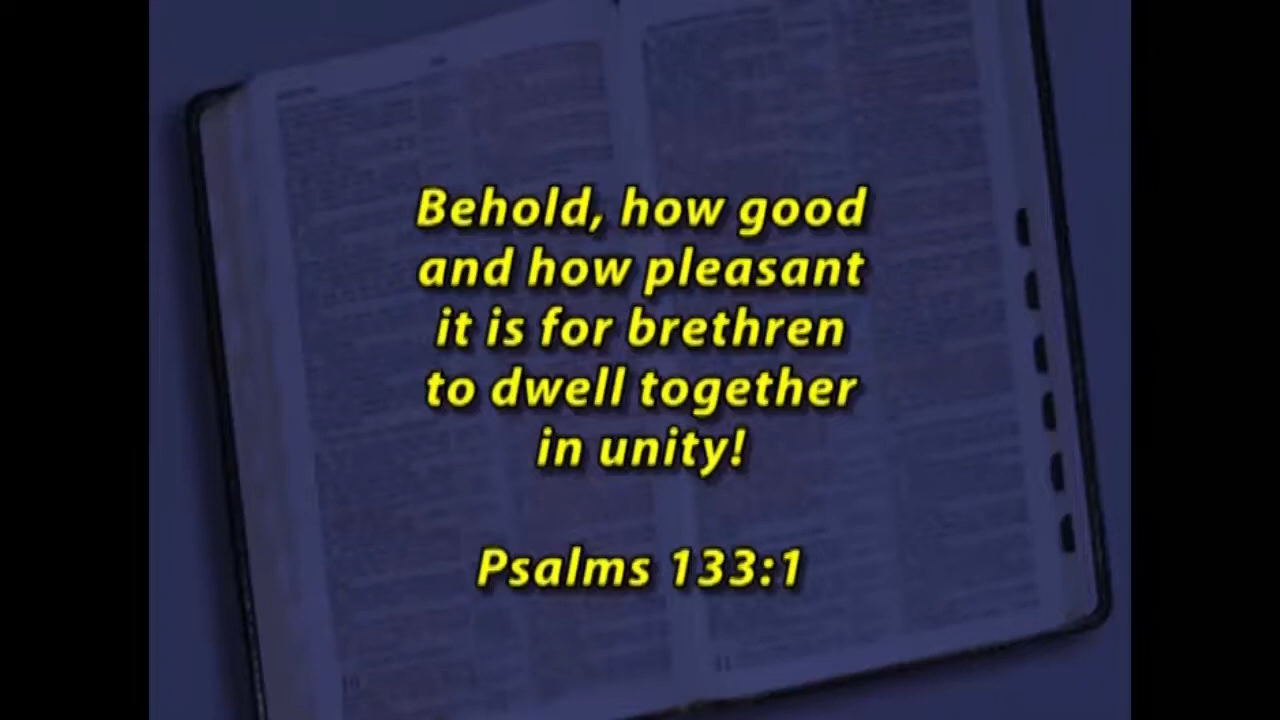 Behold, how good
and how pleasant
it is for brethren
to dwell together
in unity!
Psalms 133:1